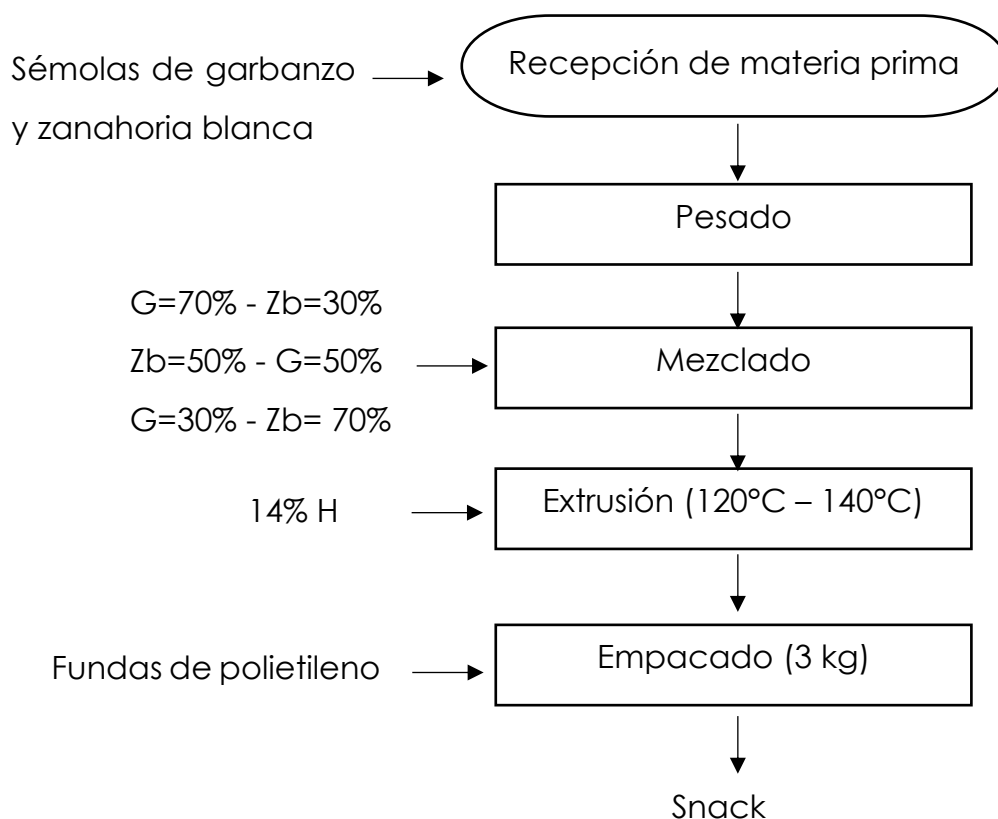 Sémolas de garbanzo
y zanahoria blanca
Recepción de materia prima
Pesado
G=70% - Zb=30%
Zb=50% - G=50%
G=30% - Zb= 70%
Mezclado
14% H
Extrusión (120°C – 140°C)
Fundas de polietileno
Empacado (3 kg)
Snack